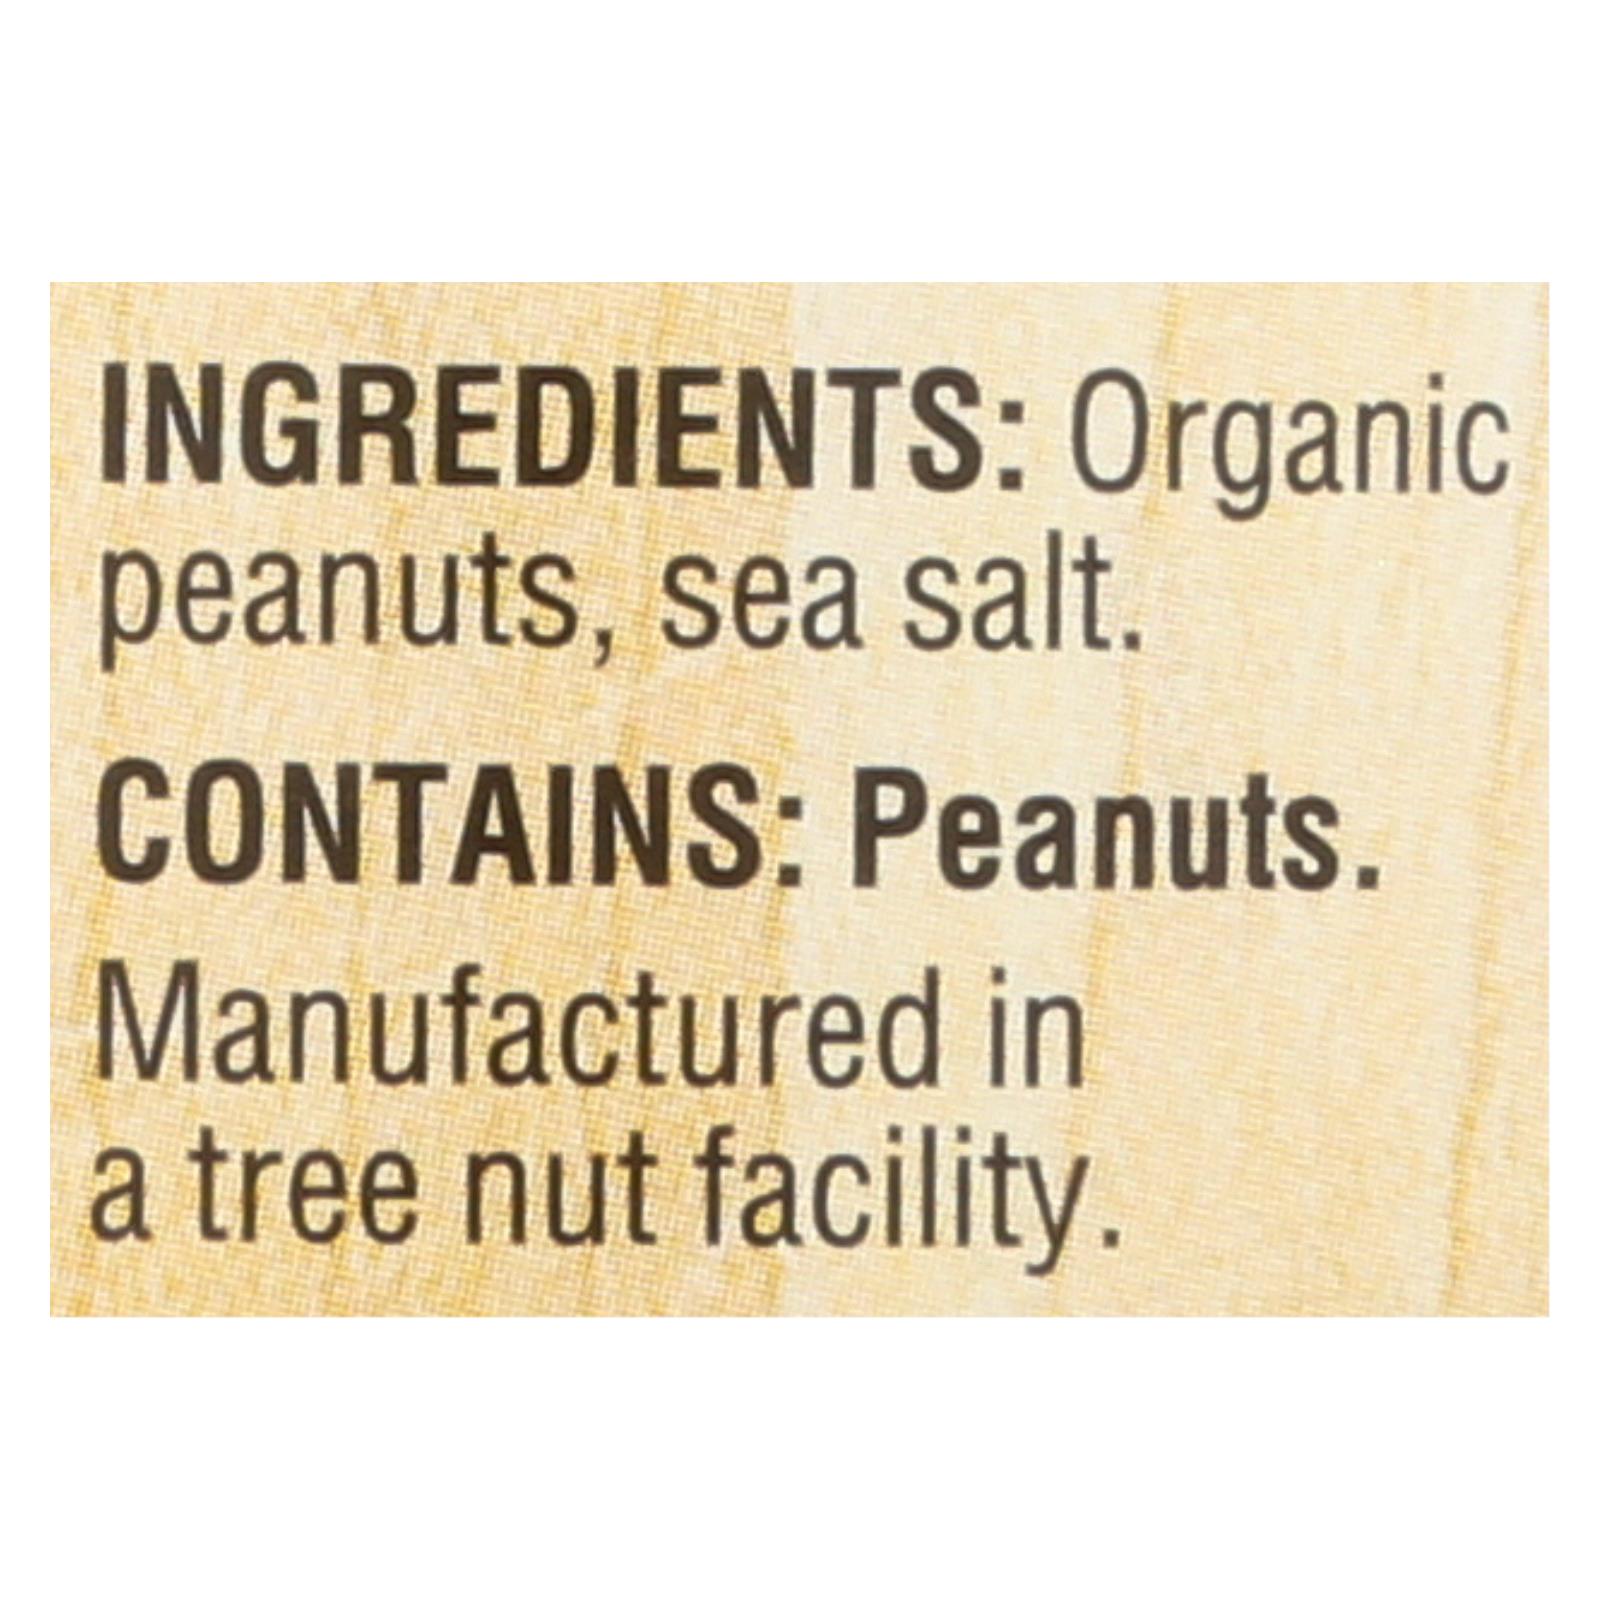 INGREDIENTS: Organic
peanuts, sea salt.
CONTAINS: Peanuts.
Manufactured in
a tree nut facility.